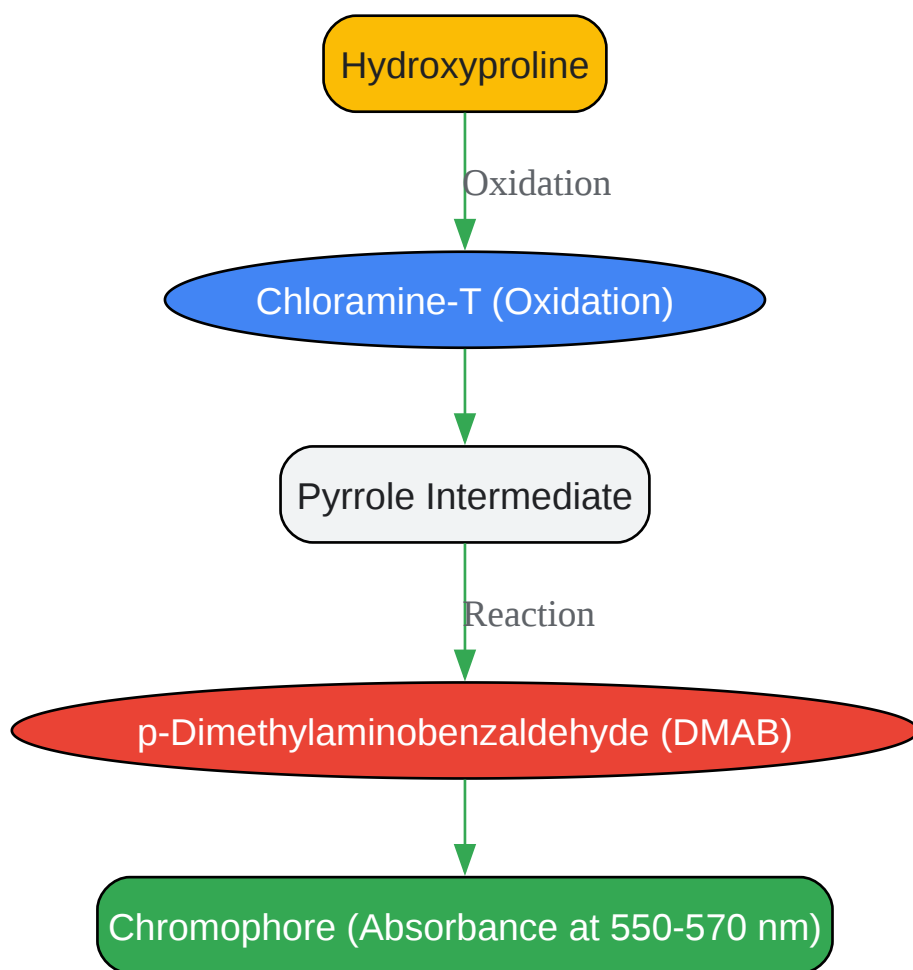 Hydroxyproline
Oxidation
Chloramine-T (Oxidation)
Pyrrole Intermediate
Reaction
p-Dimethylaminobenzaldehyde (DMAB)
Chromophore (Absorbance at 550-570 nm)